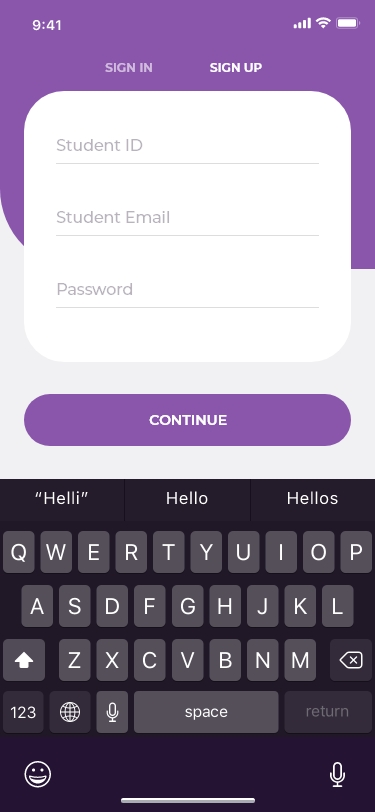 9:41
SIGN IN SIGN UP
Student ID
Student Email
Password
CONTINUE
“Helli” Hello Hellos
Q W E R T Y U I O P
A S D F G H J K L
Z X C V B N M
123 space return